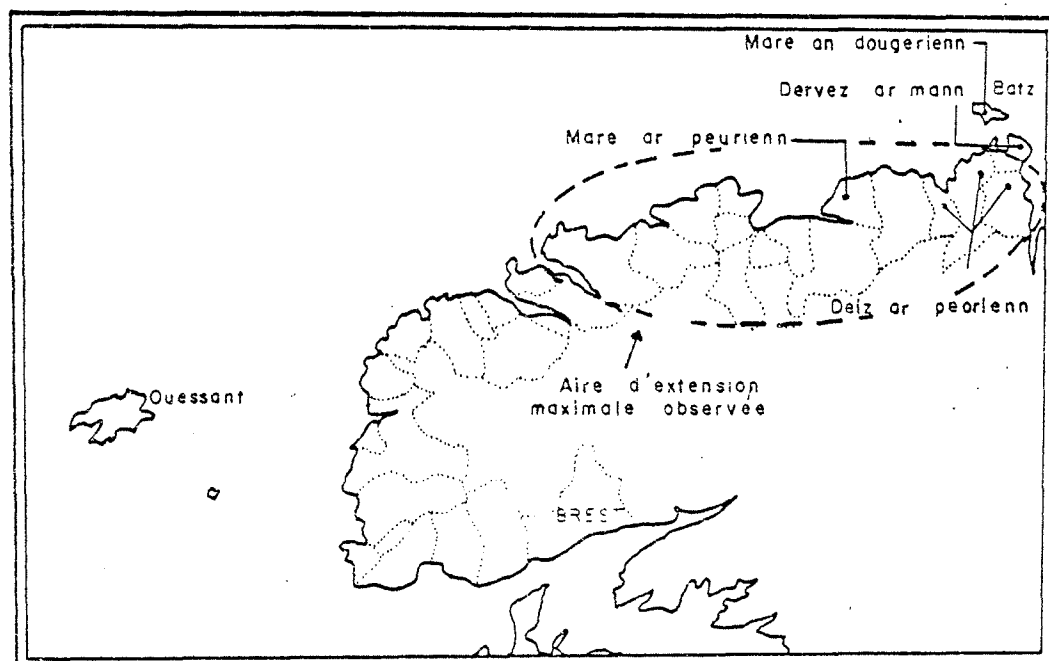 Mare an dougerienn
Batz
Dervez ar mann
Mare ar peurienn
Deiz ar peorienn
Aire d'extension
maximale observée
Ouessant
BREST